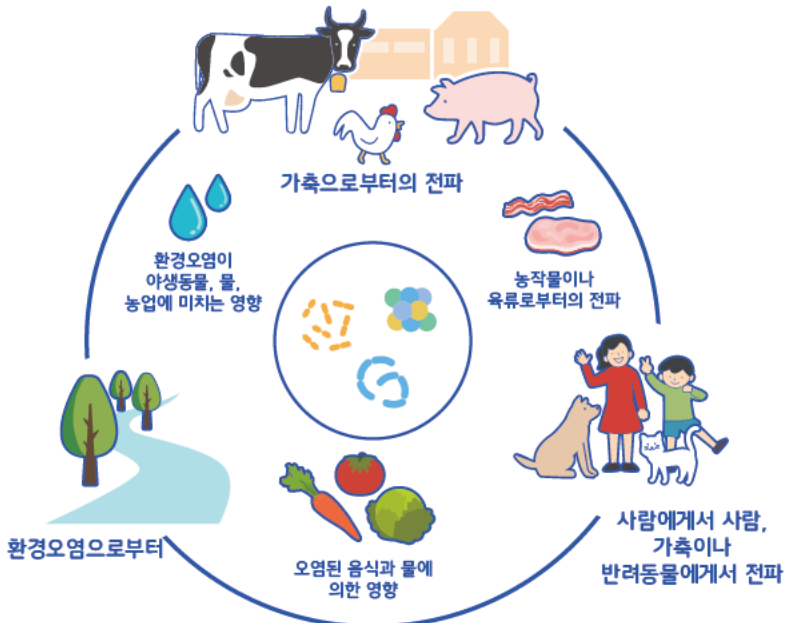 가축으로부터의 전파
환경오염이
야생동물, 물,
농업에 미치는 영향
농작물이나
육류로부터의 전파
환경오염으로부터
오염된 음식과 물에
의한 영향
사람에게서 사람,
가축이나
반려동물에게서 전파